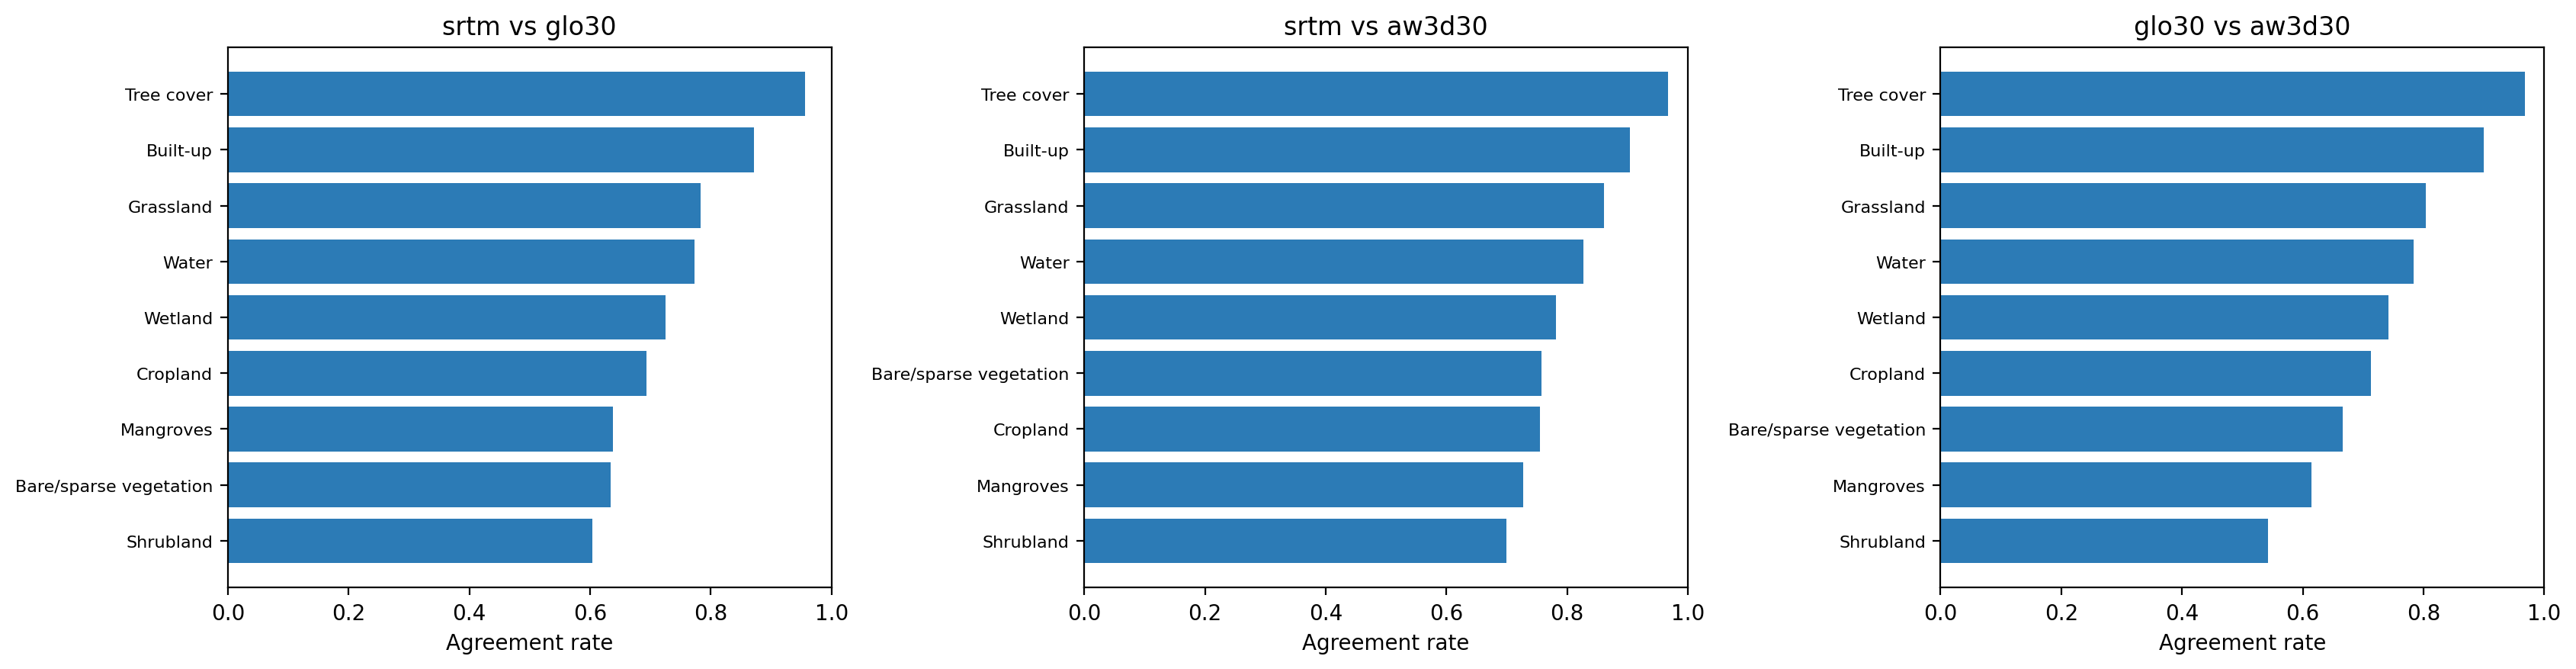 srtm vs glo30
Tree cover
Built-up
Grassland
Water
Wetland
Cropland
Mangroves
Bare/sparse vegetation
Shrubland
0.0 0.2 0.4 0.6 0.8 1.0
Agreement rate
srtm vs aw3d30
Tree cover
Built-up
Grassland
Water
Wetland
Bare/sparse vegetation
Cropland
Mangroves
Shrubland
0.0 0.2 0.4 0.6 0.8 1.0
Agreement rate
glo30 vs aw3d30
Tree cover
Built-up
Grassland
Water
Wetland
Cropland
Bare/sparse vegetation
Mangroves
Shrubland
0.0 0.2 0.4 0.6 0.8 1.0
Agreement rate